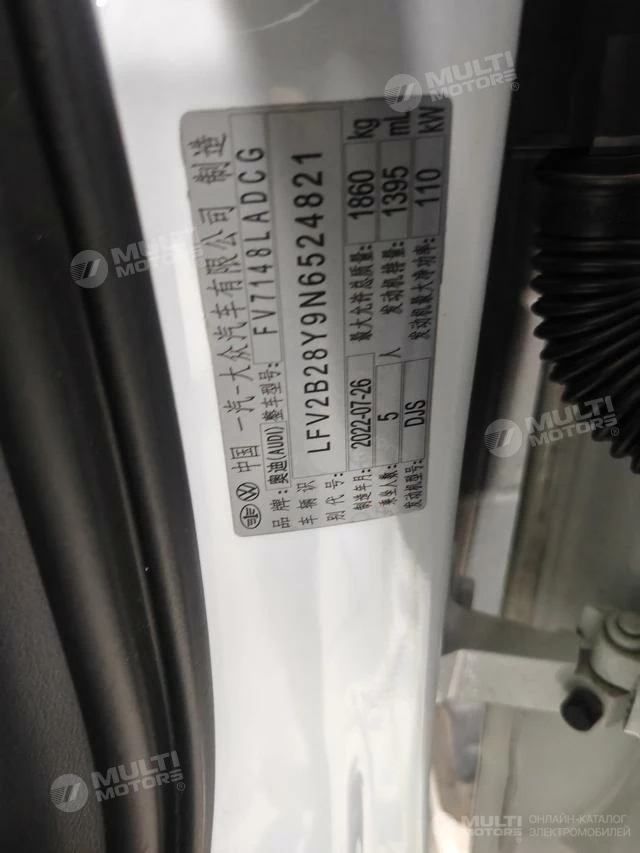 中国 一汽-大众汽车有限公司 制造
品牌:奥迪(AUDI) 整车型号: FV7148LADCG
车辆识别代号: LFV2B28Y9N6524821
制造年月: 2022-07-26 最大允许总质量: 1860 kg
乘坐人数: 5 人 发动机排量: 1395 mL
发动机型号: DJS 发动机最大净功率: 110 kW
MULTI MOTORS®
MULTI MOTORS®
MULTI MOTORS®
MULTI MOTORS®
MULTI MOTORS®
MULTI MOTORS
ОНЛАЙН-КАТАЛОГ
ЭЛЕКТРОМОБИЛЕЙ